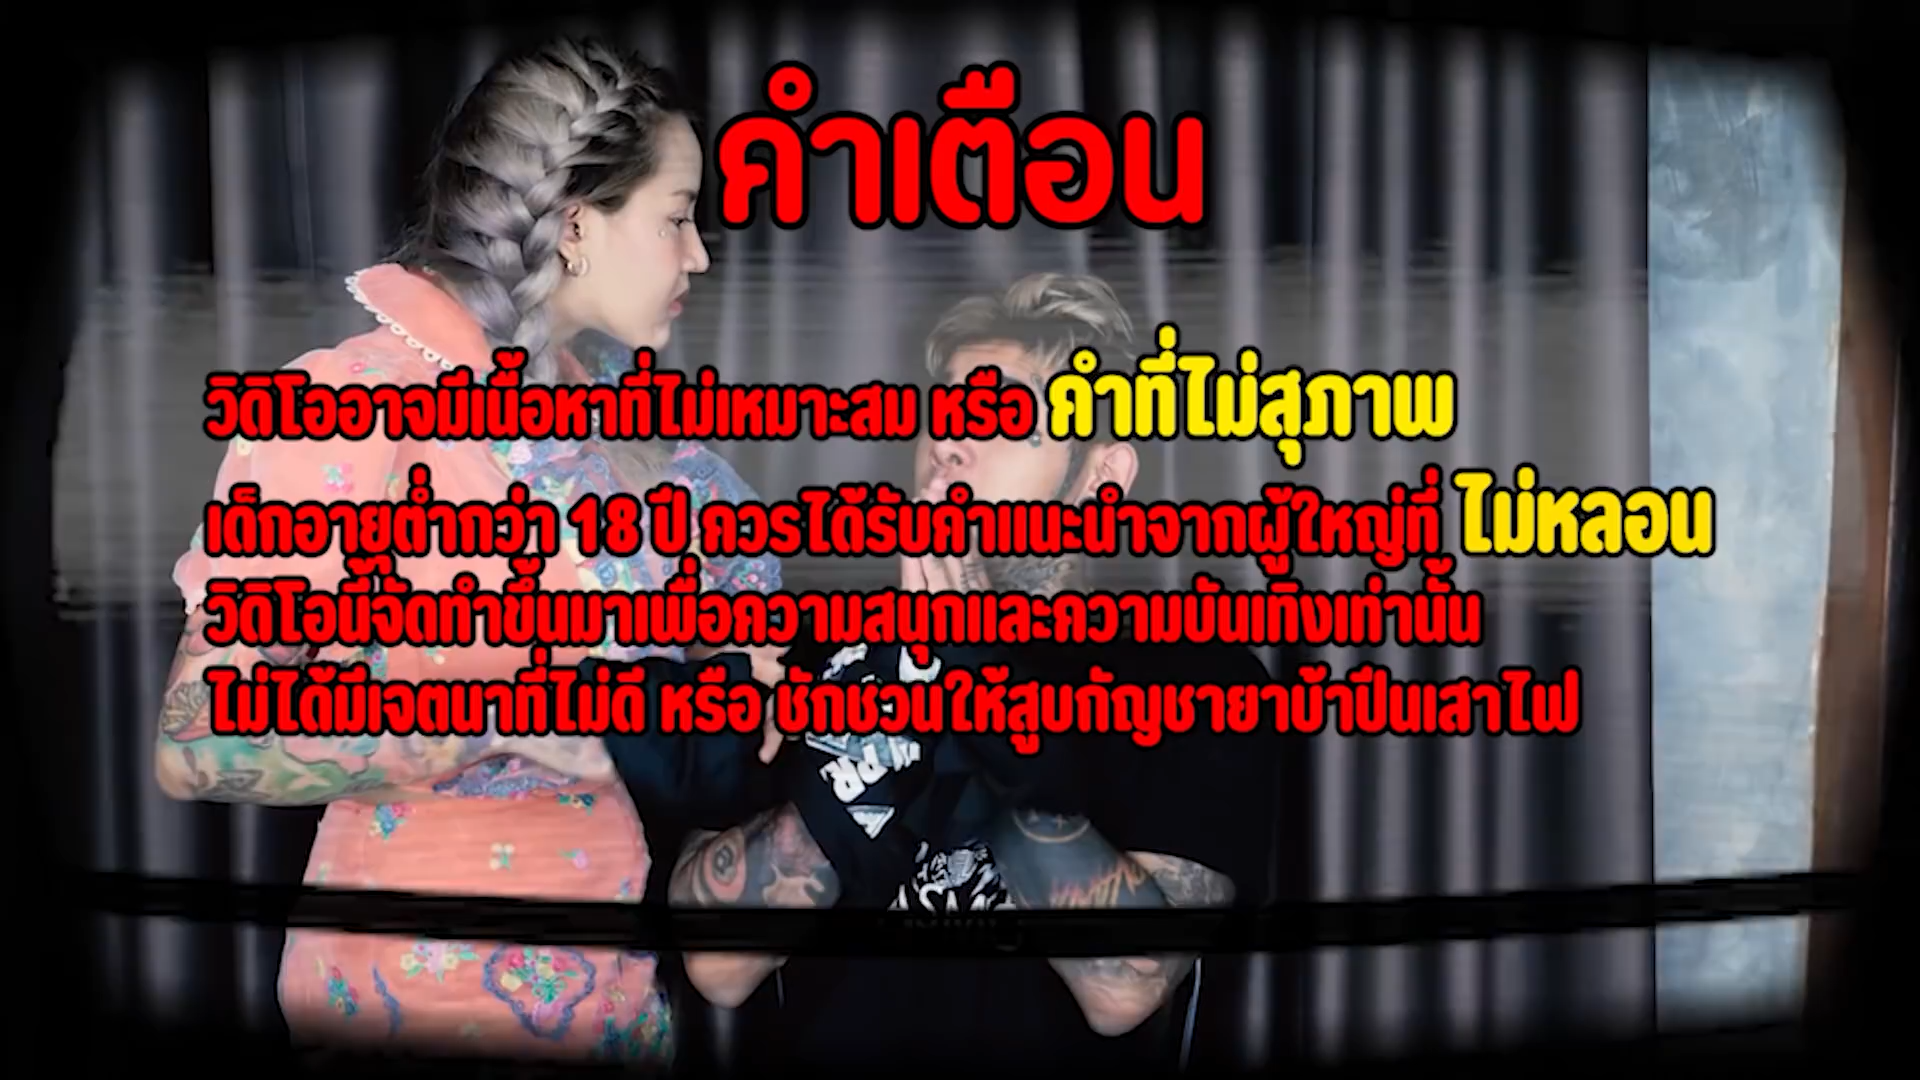 คำเตือน
วิดิโออาจมีเนื้อหาที่ไม่เหมาะสม หรือ คำที่ไม่สุภาพ
เด็กอายุต่ำกว่า 18 ปี ควรได้รับคำแนะนำจากผู้ใหญ่ที่ ไม่หลอน
วิดิโอนี้จัดทำขึ้นมาเพื่อความสนุกและความบันเทิงเท่านั้น
ไม่ได้มีเจตนาที่ไม่ดี หรือ ชักชวนให้สูบกัญชายาบ้าปีนเสาไฟ